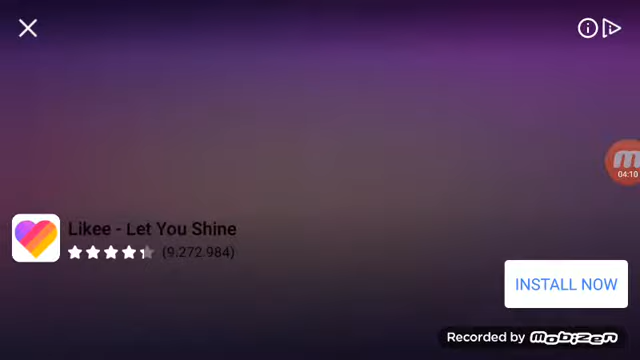 04:10
Likee - Let You Shine
(9.272.984)
INSTALL NOW
Recorded by mobizen